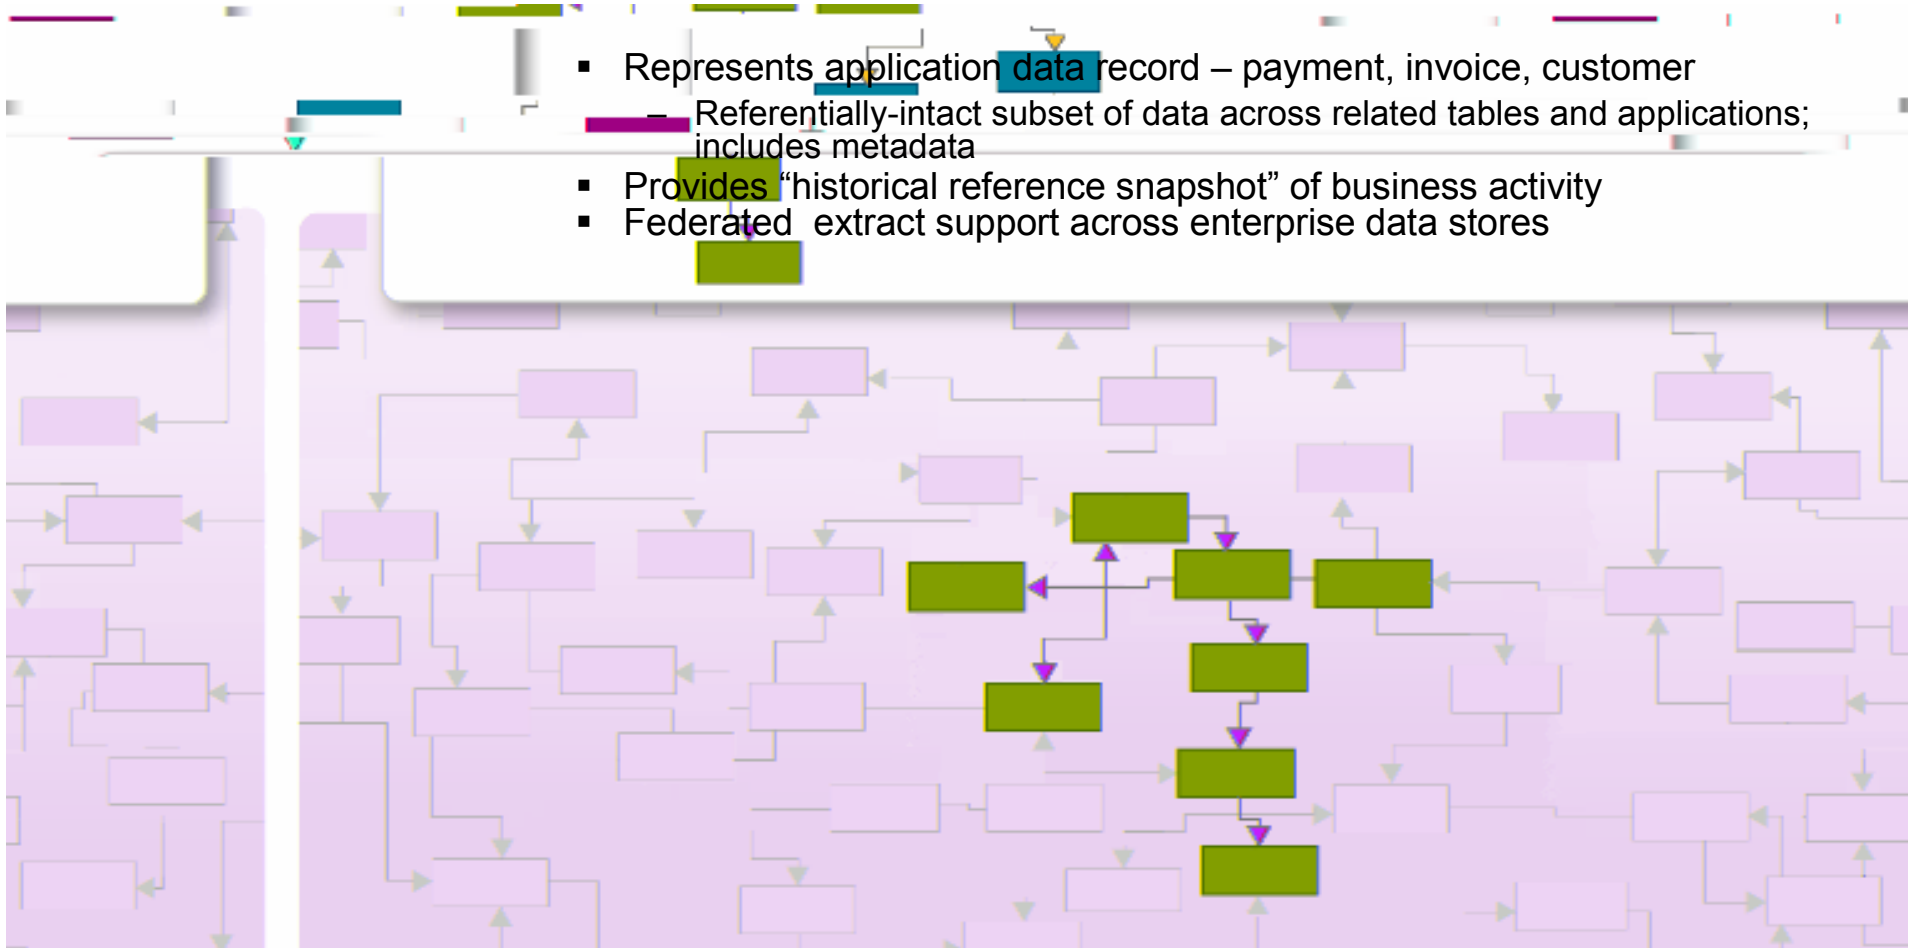 ▪ Represents application data record – payment, invoice, customer
– Referentially-intact subset of data across related tables and applications;
includes metadata
▪ Provides “historical reference snapshot” of business activity
▪ Federated  extract support across enterprise data stores